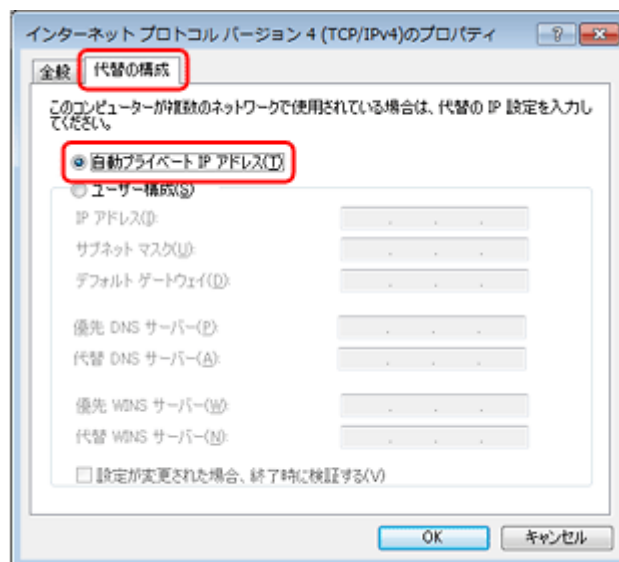 インターネット プロトコル バージョン 4 (TCP/IPv4)のプロパティ
全般 代替の構成
このコンピューターが複数のネットワークで使用されている場合は、代替の IP 設定を入力し
てください。
自動プライベート IP アドレス(T)
ユーザー構成(S)
IP アドレス(I):
サブネット マスク(U):
デフォルト ゲートウェイ(D):
優先 DNS サーバー(P):
代替 DNS サーバー(A):
優先 WINS サーバー(W):
代替 WINS サーバー(N):
設定が変更された場合、終了時に検証する(V)
OK キャンセル